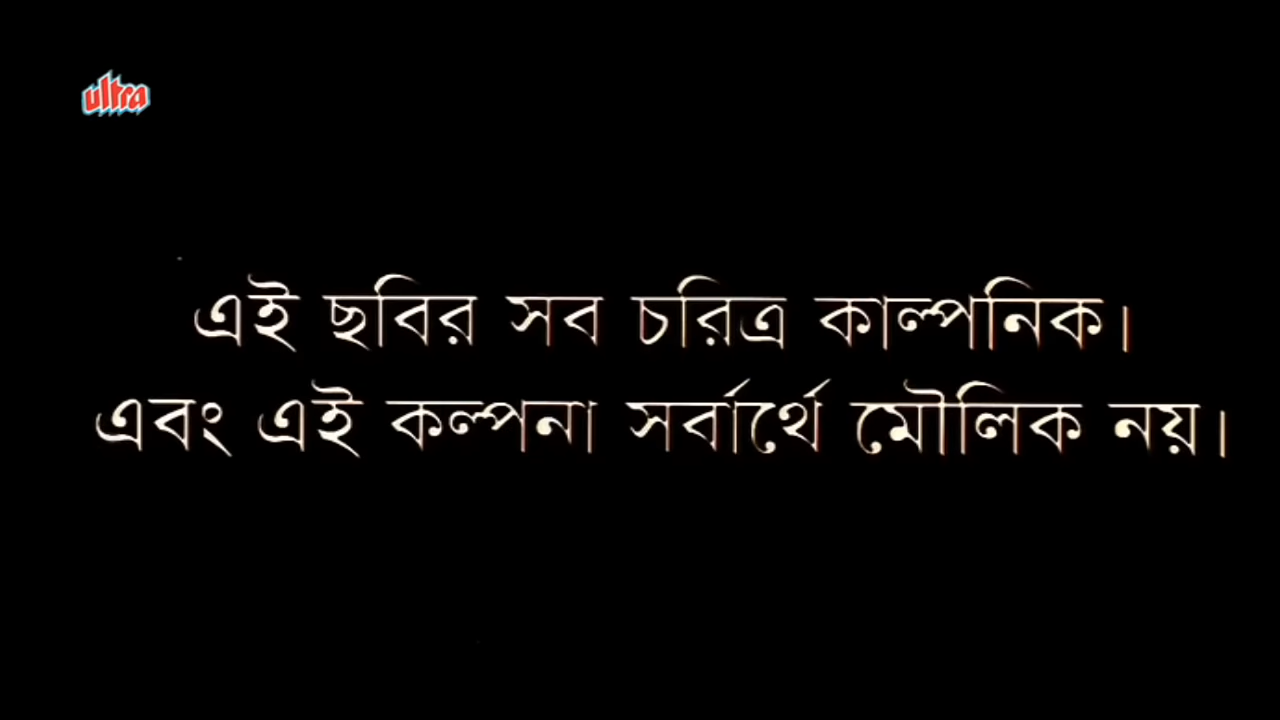 ultra
এই ছবির সব চরিত্র কাল্পনিক।
এবং এই কল্পনা সর্বার্থে মৌলিক নয়।